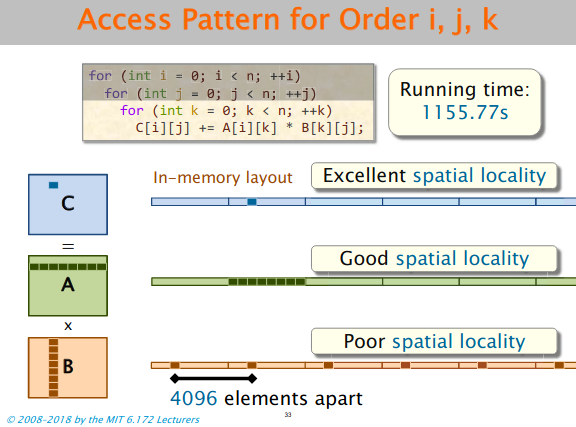 Access Pattern for Order i, j, k
for (int i = 0; i < n; ++i)
for (int j = 0; j < n; ++j)
for (int k = 0; k < n; ++k)
C[i][j] += A[i][k] * B[k][j];
Running time:
1155.77s
In-memory layout
Excellent spatial locality
C
=
Good spatial locality
A
x
Poor spatial locality
B
4096 elements apart
33
© 2008–2018 by the MIT 6.172 Lecturers